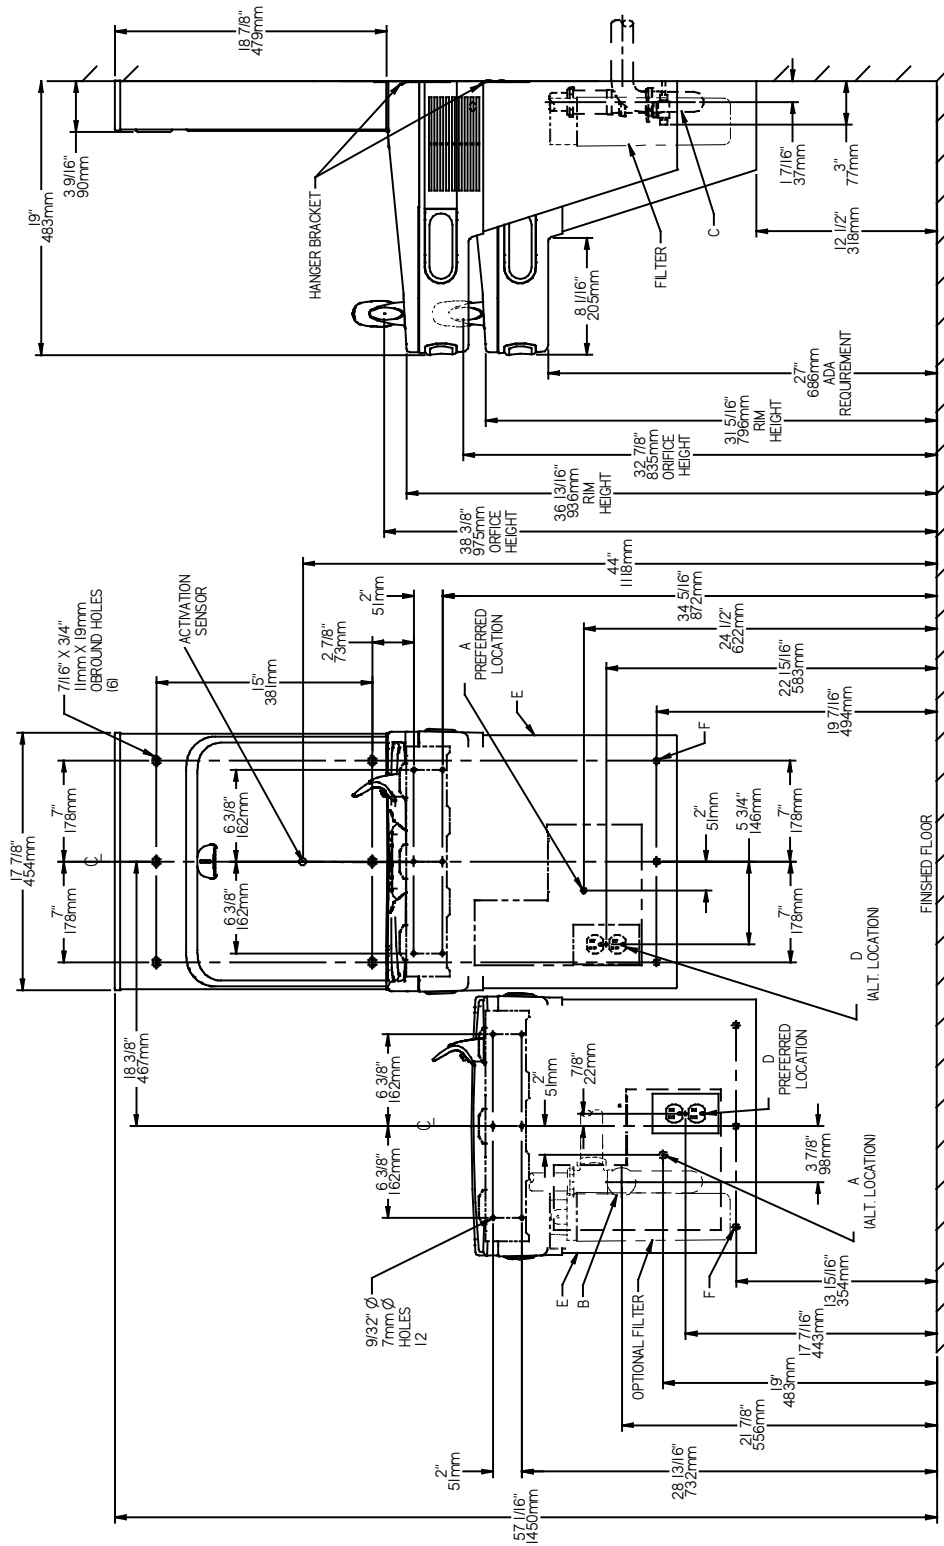 57 1/16"
1450mm
2"
51mm
28 13/16"
732mm
21 7/8"
556mm
19"
483mm
17 7/16"
443mm
13 15/16"
354mm
9/32" Ø
7mm Ø
HOLES
12
OPTIONAL FILTER
E
B
F
A
(ALT. LOCATION)
6 3/8"
162mm
6 3/8"
162mm
℄
18 3/8"
467mm
2"
51mm
7/8"
22mm
3 7/8"
98mm
D
PREFERRED
LOCATION
D
(ALT. LOCATION)
17 7/8"
454mm
7"
178mm
7"
178mm
℄
6 3/8"
162mm
6 3/8"
162mm
7"
178mm
7"
178mm
5 3/4"
146mm
2"
51mm
F
E
7/16" X 3/4"
11mm X 19mm
OBROUND HOLES
(6)
15"
381mm
ACTIVATION
SENSOR
2 7/8"
73mm
2"
51mm
A
PREFERRED
LOCATION
19 7/16"
494mm
22 15/16"
583mm
24 1/2"
622mm
34 5/16"
872mm
44"
1118mm
FINISHED FLOOR
38 3/8"
975mm
ORIFICE
HEIGHT
36 13/16"
936mm
RIM
HEIGHT
32 7/8"
835mm
ORIFICE
HEIGHT
31 5/16"
796mm
RIM
HEIGHT
27"
686mm
ADA
REQUIREMENT
19"
483mm
3 9/16"
90mm
18 7/8"
479mm
HANGER BRACKET
8 1/16"
205mm
FILTER
C
1 7/16"
37mm
3"
77mm
12 1/2"
318mm